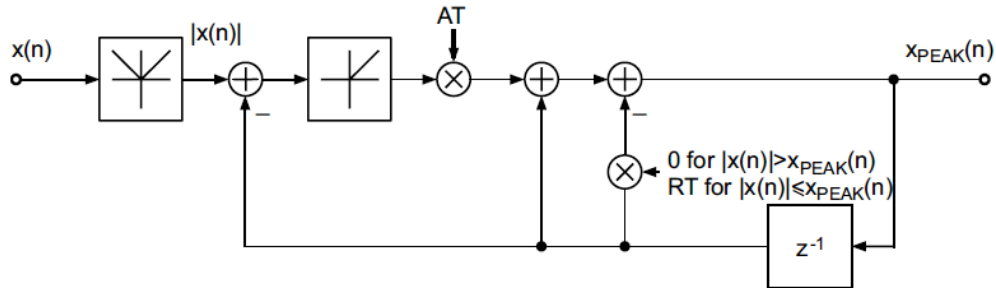 AT
x(n)
|x(n)|
x_PEAK(n)
–
–
0 for |x(n)|>x_PEAK(n)
RT for |x(n)|≤x_PEAK(n)
z⁻¹